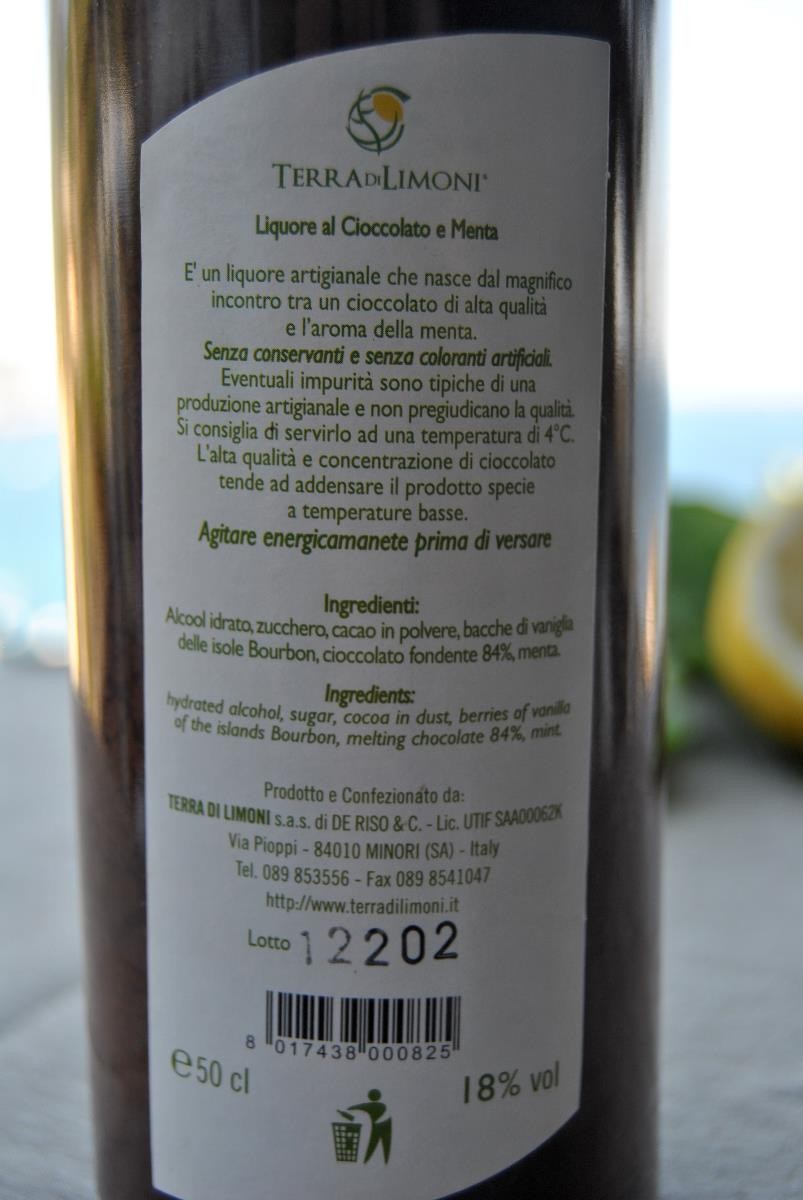 TERRA DI LIMONI®
Liquore al Cioccolato e Menta
E' un liquore artigianale che nasce dal magnifico
incontro tra un cioccolato di alta qualità
e l'aroma della menta.
Senza conservanti e senza coloranti artificiali.
Eventuali impurità sono tipiche di una
produzione artigianale e non pregiudicano la qualità.
Si consiglia di servirlo ad una temperatura di 4°C.
L'alta qualità e concentrazione di cioccolato
tende ad addensare il prodotto specie
a temperature basse.
Agitare energicamanete prima di versare
Ingredienti:
Alcool idrato, zucchero, cacao in polvere, bacche di vaniglia
delle isole Bourbon, cioccolato fondente 84%, menta.
Ingredients:
hydrated alcohol, sugar, cocoa in dust, berries of vanilla
of the islands Bourbon, melting chocolate 84%, mint.
Prodotto e Confezionato da:
TERRA DI LIMONI s.a.s. di DE RISO & C. - Lic. UTIF SAA00062K
Via Pioppi - 84010 MINORI (SA) - Italy
Tel. 089 853556 - Fax 089 8541047
http://www.terradilimoni.it
Lotto 12202
8 017438 000825
e 50 cl
18% vol